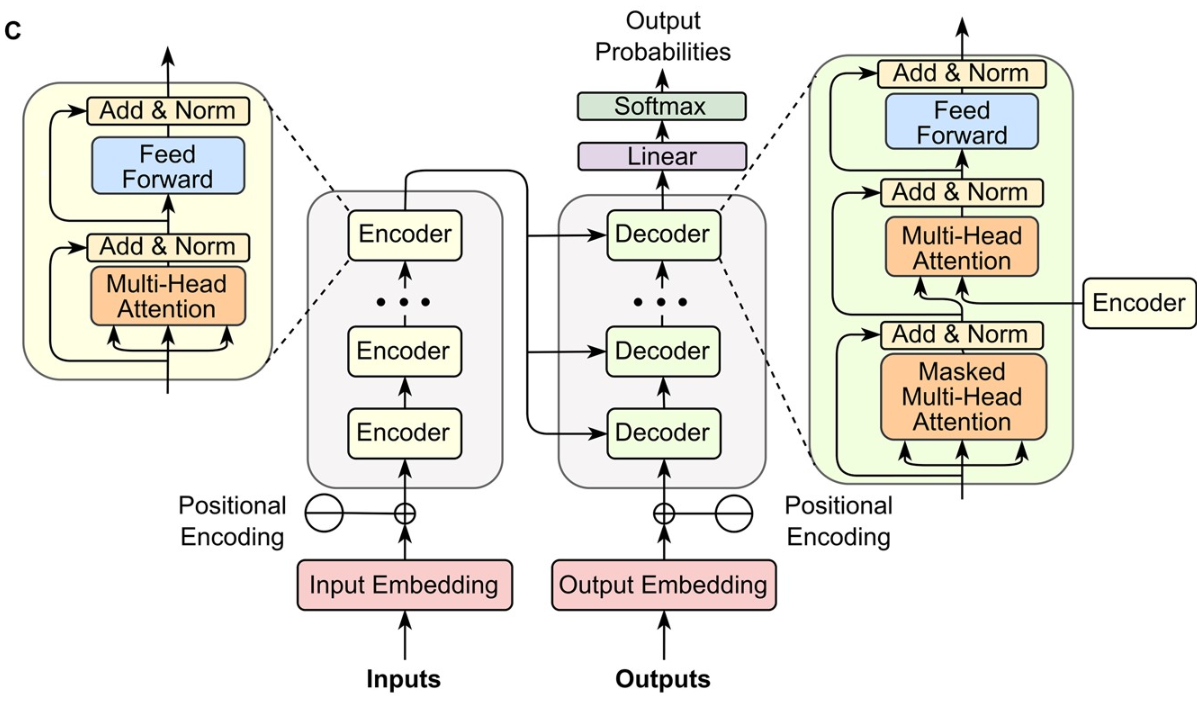 C
Add & Norm
Feed
Forward
Add & Norm
Multi-Head
Attention
Encoder
Encoder
Encoder
Positional
Encoding
Input Embedding
Inputs
Output
Probabilities
Softmax
Linear
Decoder
Decoder
Decoder
Positional
Encoding
Output Embedding
Outputs
Add & Norm
Feed
Forward
Add & Norm
Multi-Head
Attention
Encoder
Add & Norm
Masked
Multi-Head
Attention